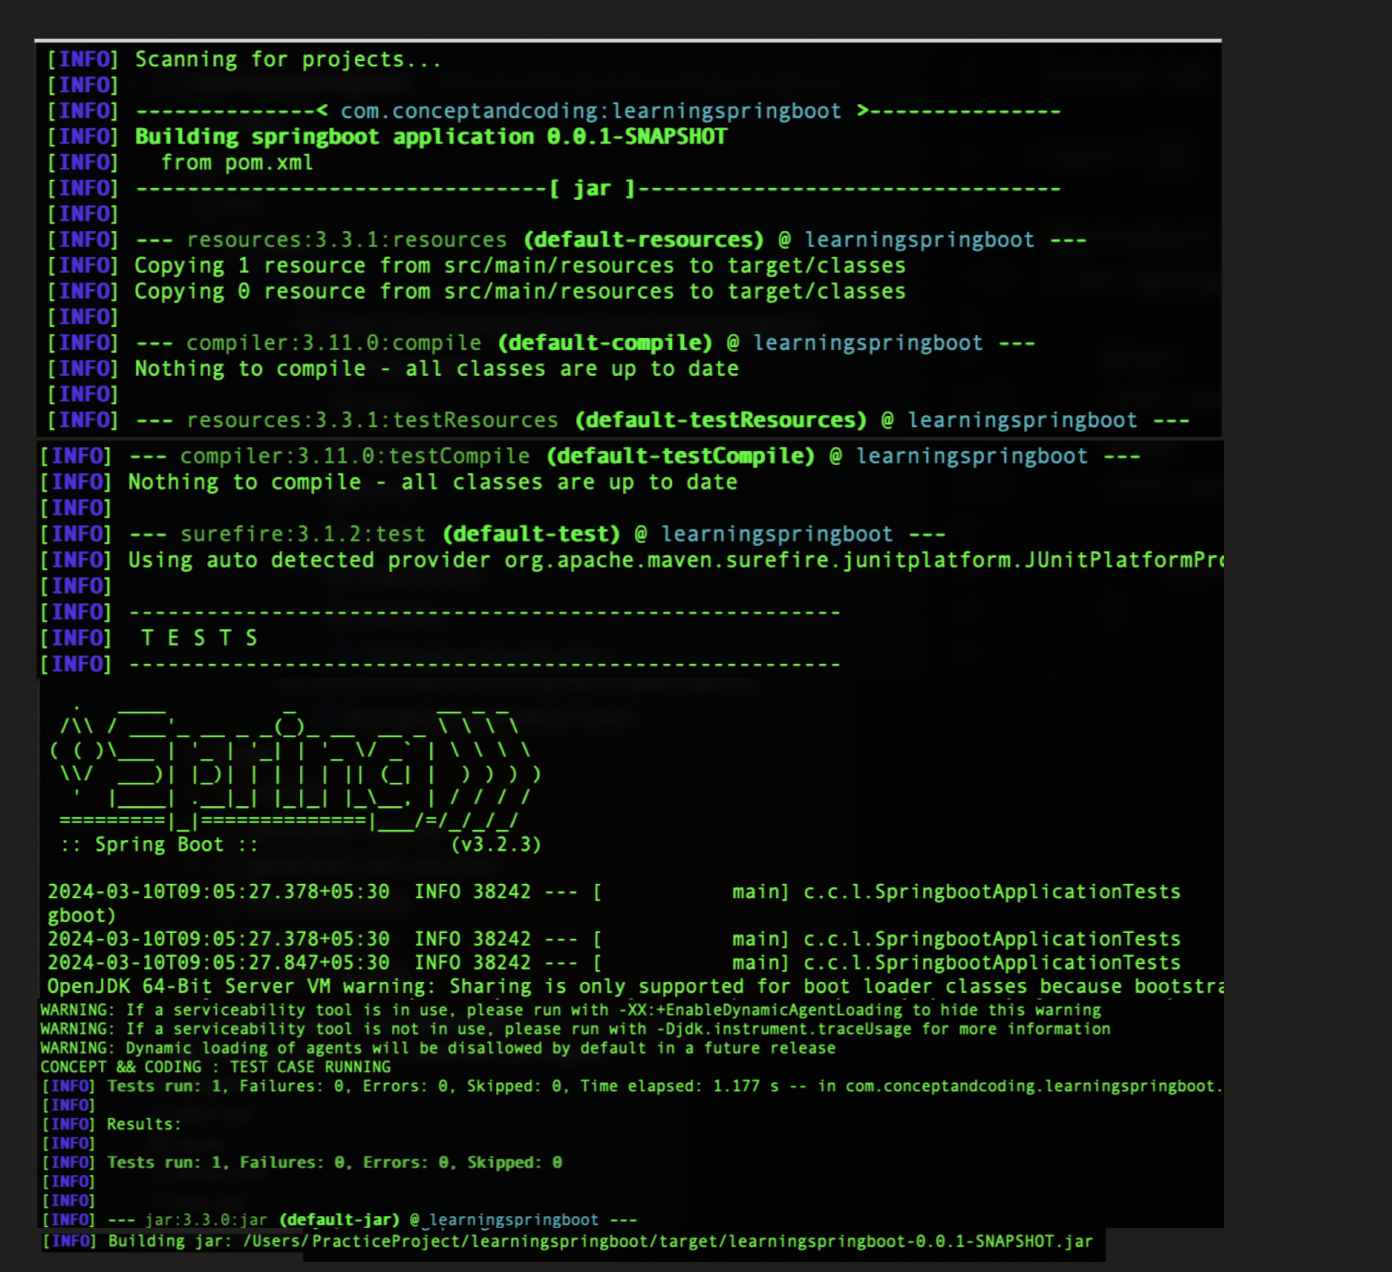 [INFO] Scanning for projects...
[INFO]
[INFO] --------------< com.conceptandcoding:learningspringboot >---------------
[INFO] Building springboot application 0.0.1-SNAPSHOT
[INFO]   from pom.xml
[INFO] --------------------------------[ jar ]---------------------------------
[INFO]
[INFO] --- resources:3.3.1:resources (default-resources) @ learningspringboot ---
[INFO] Copying 1 resource from src/main/resources to target/classes
[INFO] Copying 0 resource from src/main/resources to target/classes
[INFO]
[INFO] --- compiler:3.11.0:compile (default-compile) @ learningspringboot ---
[INFO] Nothing to compile - all classes are up to date
[INFO]
[INFO] --- resources:3.3.1:testResources (default-testResources) @ learningspringboot ---
[INFO] --- compiler:3.11.0:testCompile (default-testCompile) @ learningspringboot ---
[INFO] Nothing to compile - all classes are up to date
[INFO]
[INFO] --- surefire:3.1.2:test (default-test) @ learningspringboot ---
[INFO] Using auto detected provider org.apache.maven.surefire.junitplatform.JUnitPlatformPro
[INFO]
[INFO] -------------------------------------------------------
[INFO]  T E S T S
[INFO] -------------------------------------------------------
Spring
:: Spring Boot ::                (v3.2.3)
2024-03-10T09:05:27.378+05:30  INFO 38242 --- [           main] c.c.l.SpringbootApplicationTests
gboot)
2024-03-10T09:05:27.378+05:30  INFO 38242 --- [           main] c.c.l.SpringbootApplicationTests
2024-03-10T09:05:27.847+05:30  INFO 38242 --- [           main] c.c.l.SpringbootApplicationTests
OpenJDK 64-Bit Server VM warning: Sharing is only supported for boot loader classes because bootstra
WARNING: If a serviceability tool is in use, please run with -XX:+EnableDynamicAgentLoading to hide this warning
WARNING: If a serviceability tool is not in use, please run with -Djdk.instrument.traceUsage for more information
WARNING: Dynamic loading of agents will be disallowed by default in a future release
CONCEPT && CODING : TEST CASE RUNNING
[INFO] Tests run: 1, Failures: 0, Errors: 0, Skipped: 0, Time elapsed: 1.177 s -- in com.conceptandcoding.learningspringboot.
[INFO]
[INFO] Results:
[INFO]
[INFO] Tests run: 1, Failures: 0, Errors: 0, Skipped: 0
[INFO]
[INFO]
[INFO] --- jar:3.3.0:jar (default-jar) @ learningspringboot ---
[INFO] Building jar: /Users/PracticeProject/learningspringboot/target/learningspringboot-0.0.1-SNAPSHOT.jar